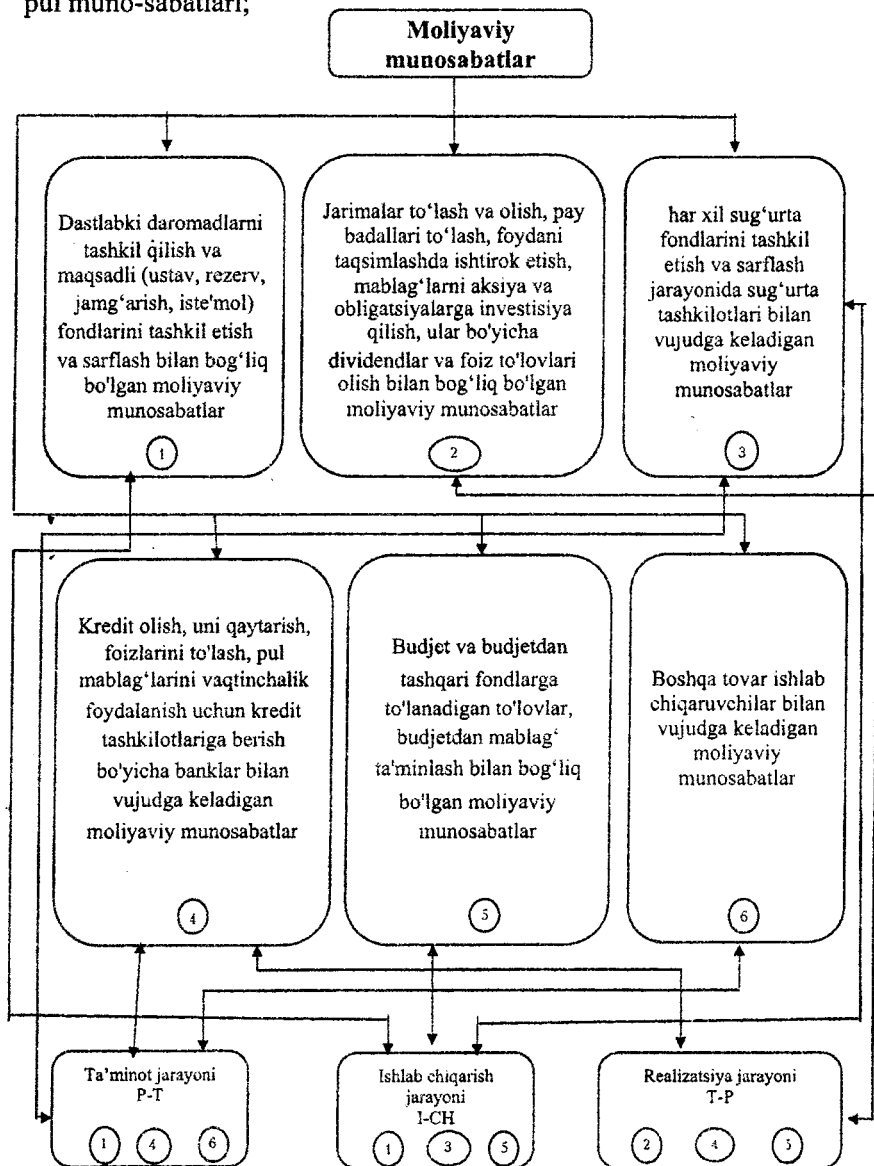 pul muno-sabatlari;
Moliyaviy
munosabatlar
Dastlabki daromadlarni
tashkil qilish va
maqsadli (ustav, rezerv,
jamg‘arish, iste'mol)
fondlarini tashkil etish
va sarflash bilan bog‘liq
bo'lgan moliyaviy
munosabatlar
1
Jarimalar to‘lash va olish, pay
badallari to‘lash, foydani
taqsimlashda ishtirok etish,
mablag‘larni aksiya va
obligatsiyalarga investisiya
qilish, ular bo'yicha
dividendlar va foiz to'lovlari
olish bilan bog‘liq bo‘lgan
moliyaviy munosabatlar
2
har xil sug‘urta
fondlarini tashkil
etish va sarflash
jarayonida sug‘urta
tashkilotlari bilan
vujudga keladigan
moliyaviy
munosabatlar
3
Kredit olish, uni qaytarish,
foizlarini to'lash, pul
mablag‘larini vaqtinchalik
foydalanish uchun kredit
tashkilotlariga berish
bo'yicha banklar bilan
vujudga keladigan
moliyaviy munosabatlar
4
Budjet va budjetdan
tashqari fondlarga
to'lanadigan to'lovlar,
budjetdan mablag‘
ta'minlash bilan bog‘liq
bo'lgan moliyaviy
munosabatlar
5
Boshqa tovar ishlab
chiqaruvchilar bilan
vujudga keladigan
moliyaviy
munosabatlar
6
Ta’minot jarayoni
P-T
1 4 6
Ishlab chiqarish
jarayoni
I-CH
1 3 5
Realizatsiya jarayoni
T-P
2 4